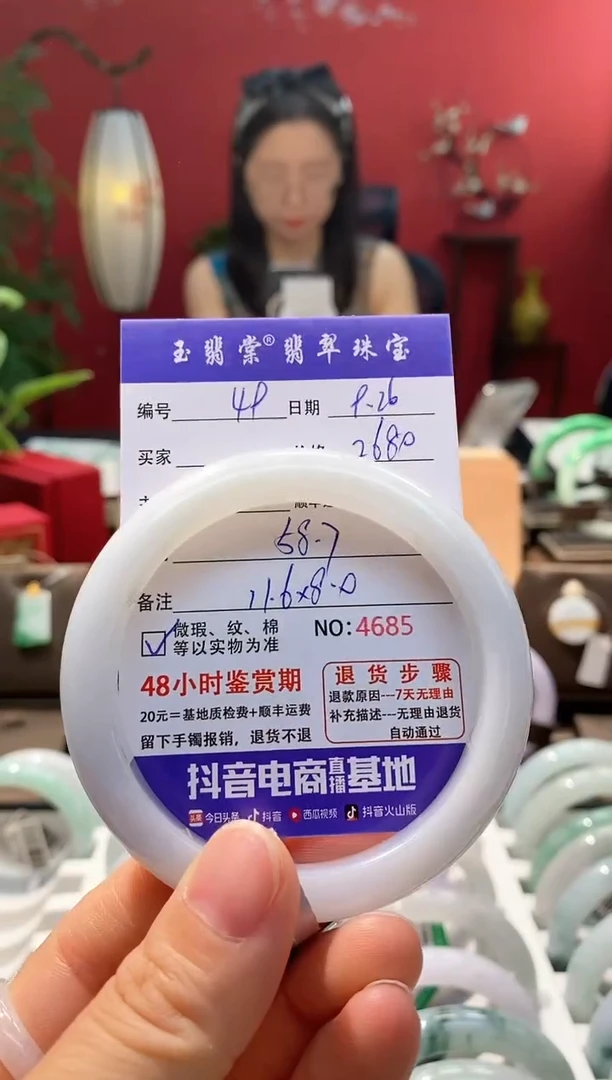 玉翡棠®翡翠珠宝
编号 48 日期 8.26
买家 2680
58.7
备注 11.6x8.0
微瑕、纹、棉
等以实物为准
NO:4685
48小时鉴赏期
20元=基地质检费+顺丰运费
留下手镯报销，退货不退
退货步骤
退款原因---7天无理由
补充描述---无理由退货
自动通过
抖音电商直播基地
头条 今日头条 抖音 西瓜视频 抖音火山版